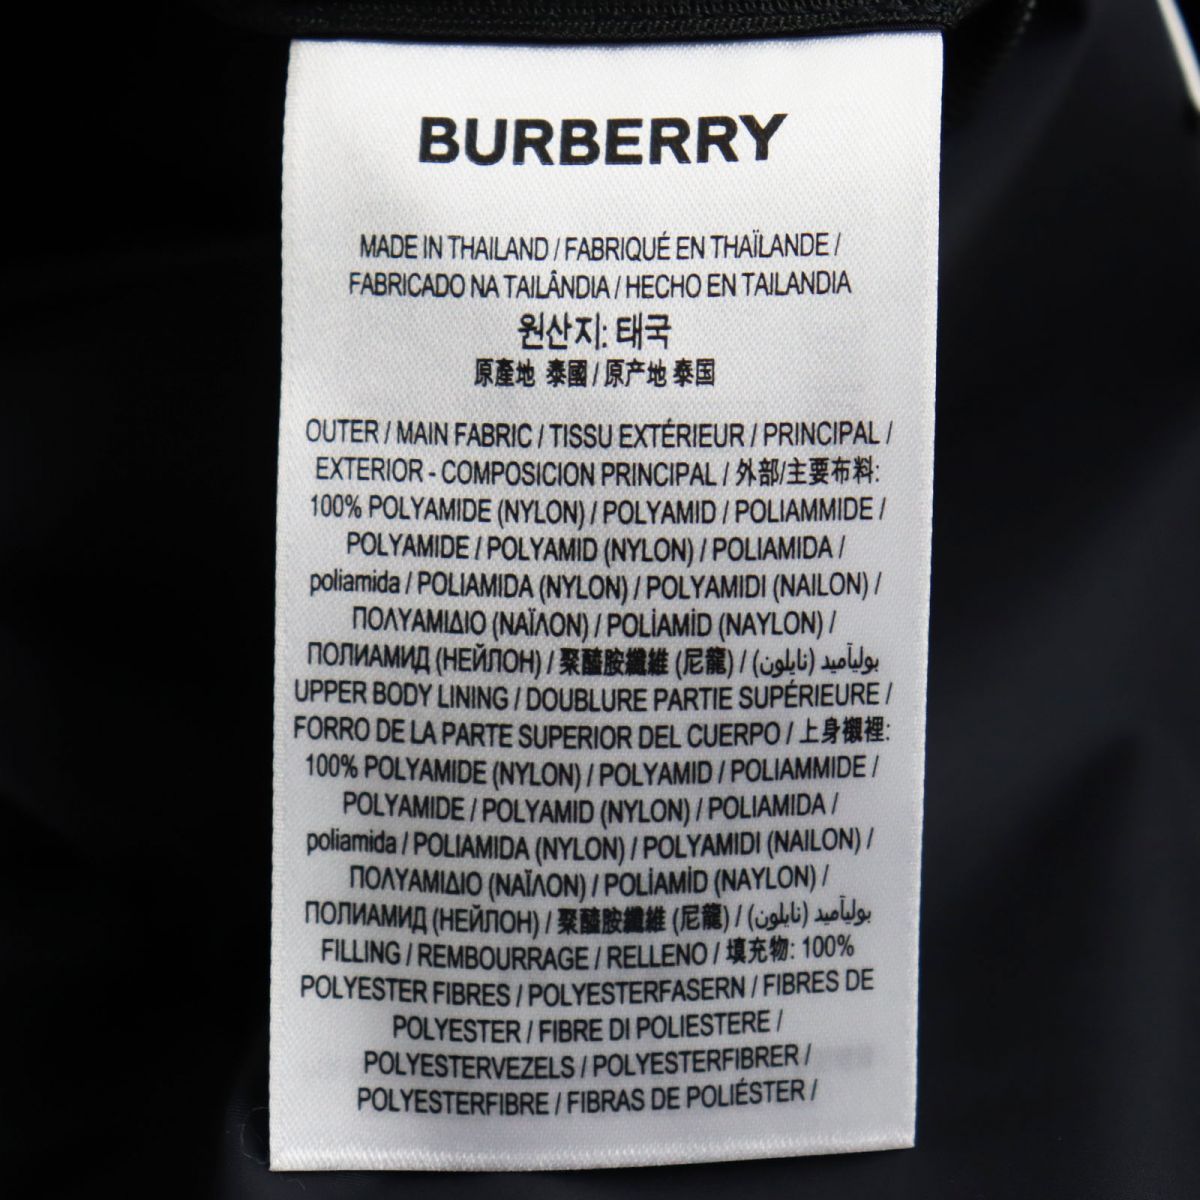 BURBERRY
MADE IN THAILAND / FABRIQUÉ EN THAÏLANDE /
FABRICADO NA TAILÂNDIA / HECHO EN TAILANDIA
원산지: 태국
原產地 泰國 / 原产地 泰国
OUTER / MAIN FABRIC / TISSU EXTÉRIEUR / PRINCIPAL /
EXTERIOR - COMPOSICION PRINCIPAL / 外部/主要布料:
100% POLYAMIDE (NYLON) / POLYAMID / POLIAMMIDE /
POLYAMIDE / POLYAMID (NYLON) / POLIAMIDA /
poliamida / POLIAMIDA (NYLON) / POLYAMIDI (NAILON) /
ΠΟΛΥΑΜΙΔΙΟ (ΝΑΪΛΟΝ) / POLİAMİD (NAYLON) /
ПОЛИАМИД (НЕЙЛОН) / 聚醯胺纖維 (尼龍) / بولياَميد (نايلون)
UPPER BODY LINING / DOUBLURE PARTIE SUPÉRIEURE /
FORRO DE LA PARTE SUPERIOR DEL CUERPO / 上身襯裡:
100% POLYAMIDE (NYLON) / POLYAMID / POLIAMMIDE /
POLYAMIDE / POLYAMID (NYLON) / POLIAMIDA /
poliamida / POLIAMIDA (NYLON) / POLYAMIDI (NAILON) /
ΠΟΛΥΑΜΙΔΙΟ (ΝΑΪΛΟΝ) / POLİAMİD (NAYLON) /
ПОЛИАМИД (НЕЙЛОН) / 聚醯胺纖維 (尼龍) / بولياَميد (نايلون)
FILLING / REMBOURRAGE / RELLENO / 填充物: 100%
POLYESTER FIBRES / POLYESTERFASERN / FIBRES DE
POLYESTER / FIBRE DI POLIESTERE /
POLYESTERVEZELS / POLYESTERFIBRER /
POLYESTERFIBRE / FIBRAS DE POLIÉSTER /